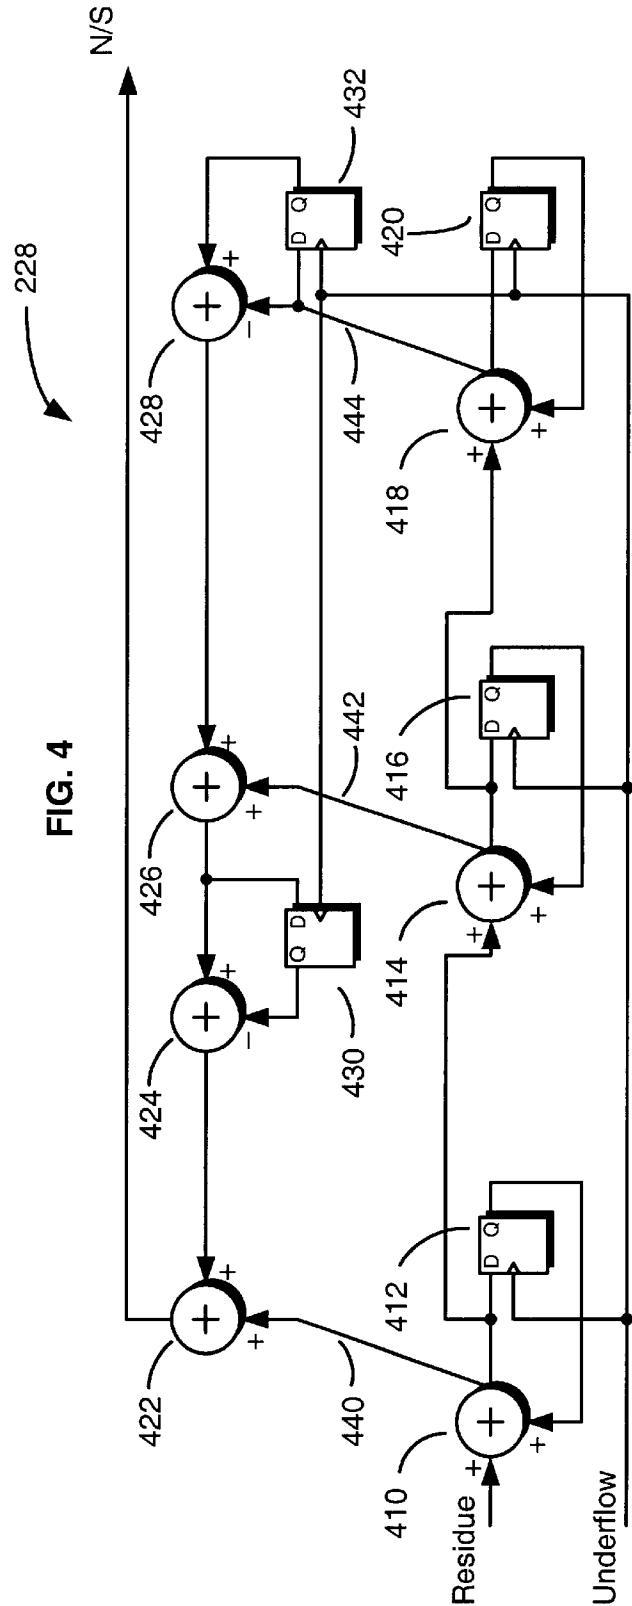 FIG. 4
228
N/S
422
424
426
428
430
432
440
442
444
+
+
+
+
+
−
+
+
+
+
−
+
D
Q
D
Q
410
412
414
416
418
420
+
+
+
+
+
+
+
+
+
D
Q
D
Q
D
Q
Residue
Underflow